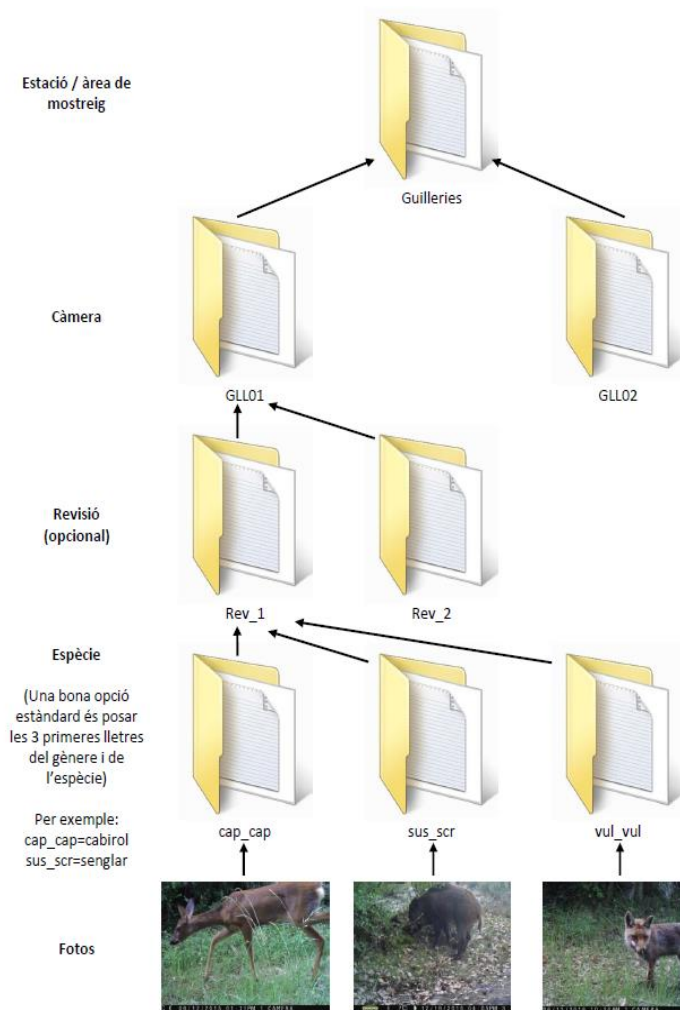 Estació / àrea de
mostreig
Guilleries
Càmera
GLL01
GLL02
Revisió
(opcional)
Rev_1
Rev_2
Espècie
(Una bona opció
estàndard és posar
les 3 primeres lletres
del gènere i de
l'espècie)
Per exemple:
cap_cap=cabirol
sus_scr=senglar
cap_cap
sus_scr
vul_vul
Fotos
CAMERA